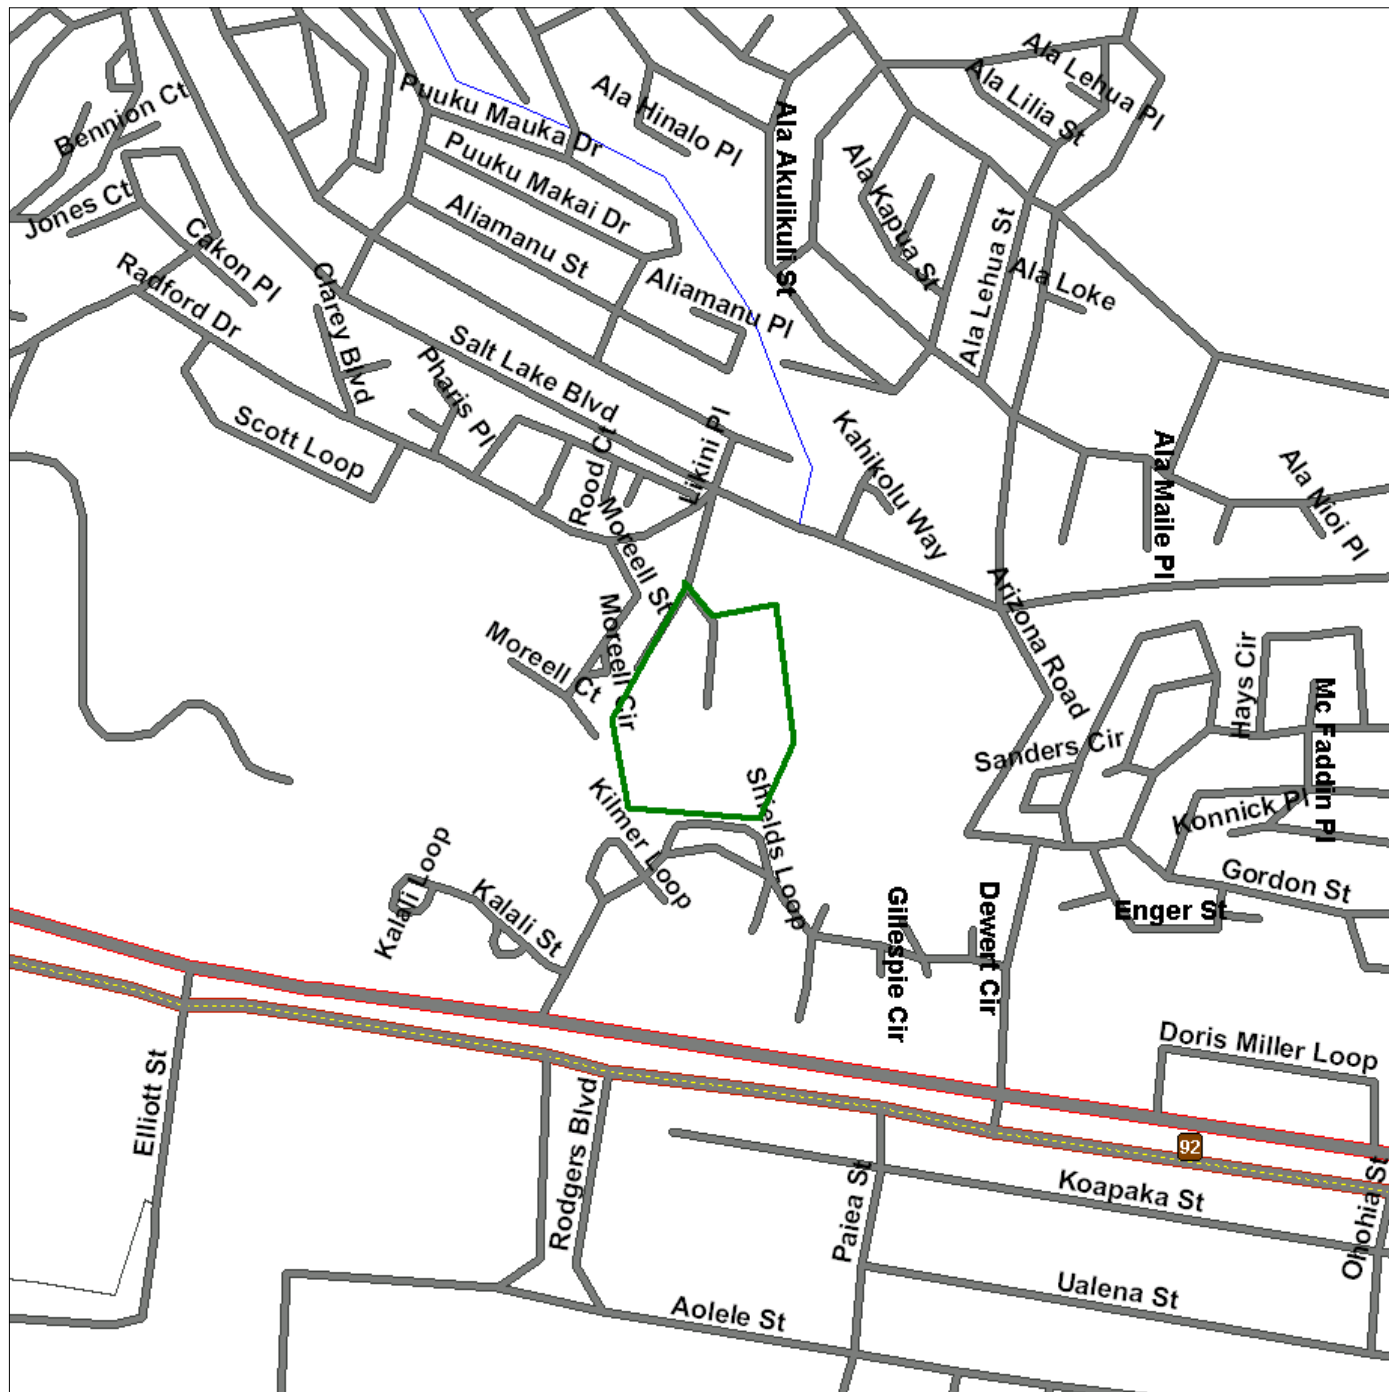 Ala Lehua Pl
Ala Lilia St
Puuku Mauka Dr
Ala Hinalo Pl
Bennion Ct
Ala Akulikuli St
Puuku Makai Dr
Ala Kapua St
Jones Ct
Cakon Pl
Aliamanu St
Ala Lehua St
Radford Dr
Clarey Blvd
Aliamanu Pl
Ala Loke
Salt Lake Blvd
Pharis Pl
Scott Loop
Likini Pl
Kahikolu Way
Rood Ct
Ala Maile Pl
Ala Nioi Pl
Moreell St
Arizona Road
Moreell Cir
Moreell Ct
Hays Cir
Mc Faddin Pl
Sanders Cir
Kilmer Loop
Shields Loop
Konnick Pl
Kalali Loop
Kalali St
Gordon St
Gillespie Cir
Dewert Cir
Enger St
Doris Miller Loop
Elliott St
Rodgers Blvd
92
Paiea St
Koapaka St
Ohohia St
Ualena St
Aolele St